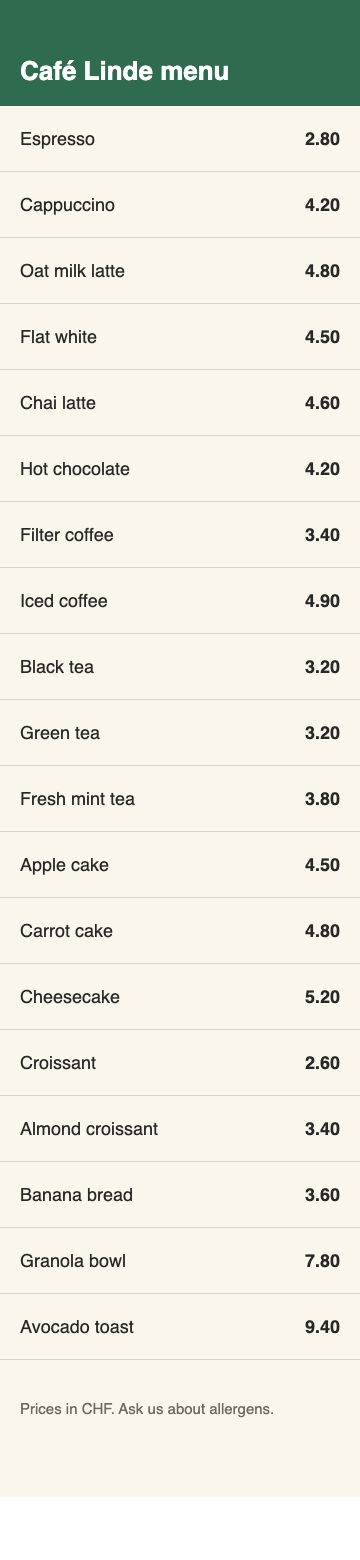 Café Linde menu
Espresso 2.80
Cappuccino 4.20
Oat milk latte 4.80
Flat white 4.50
Chai latte 4.60
Hot chocolate 4.20
Filter coffee 3.40
Iced coffee 4.90
Black tea 3.20
Green tea 3.20
Fresh mint tea 3.80
Apple cake 4.50
Carrot cake 4.80
Cheesecake 5.20
Croissant 2.60
Almond croissant 3.40
Banana bread 3.60
Granola bowl 7.80
Avocado toast 9.40
Prices in CHF. Ask us about allergens.